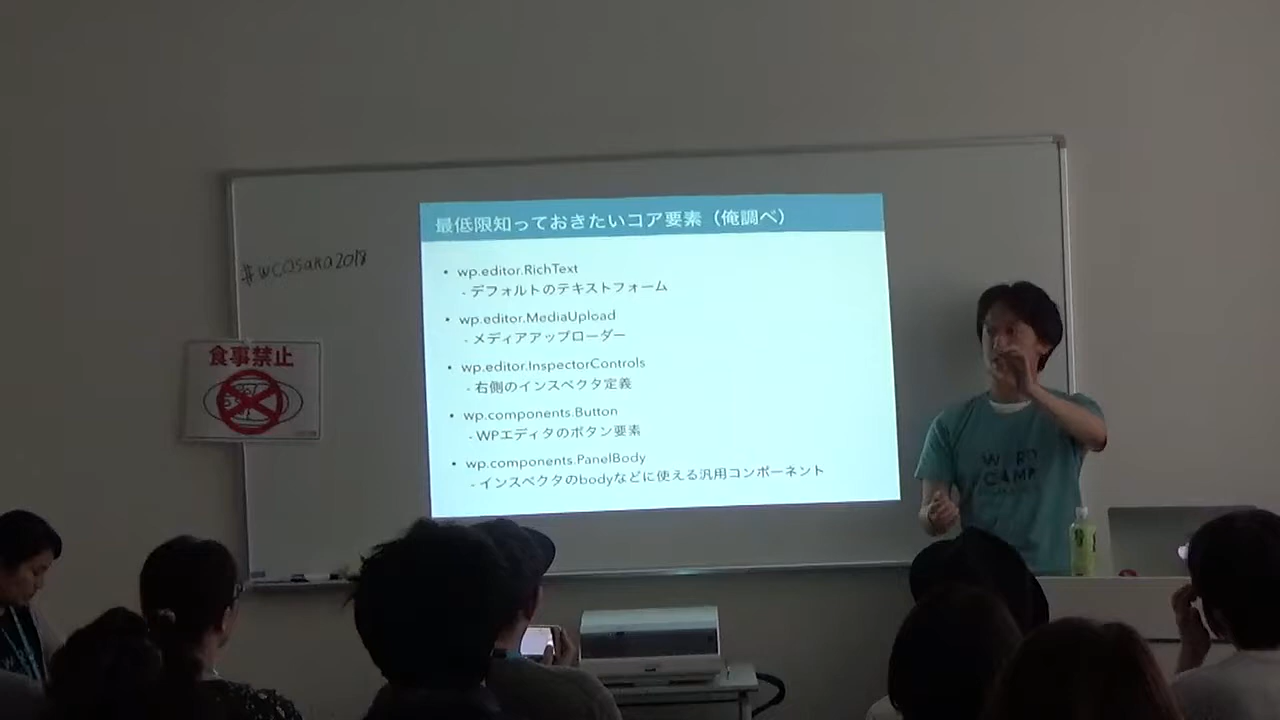 最低限知っておきたいコア要素（俺調べ）
• wp.editor.RichText
- デフォルトのテキストフォーム
• wp.editor.MediaUpload
- メディアアップローダー
• wp.editor.InspectorControls
- 右側のインスペクタ定義
• wp.components.Button
- WPエディタのボタン要素
• wp.components.PanelBody
- インスペクタのbodyなどに使える汎用コンポーネント
#WCOsaka2018
食事禁止
WORD
CAMP